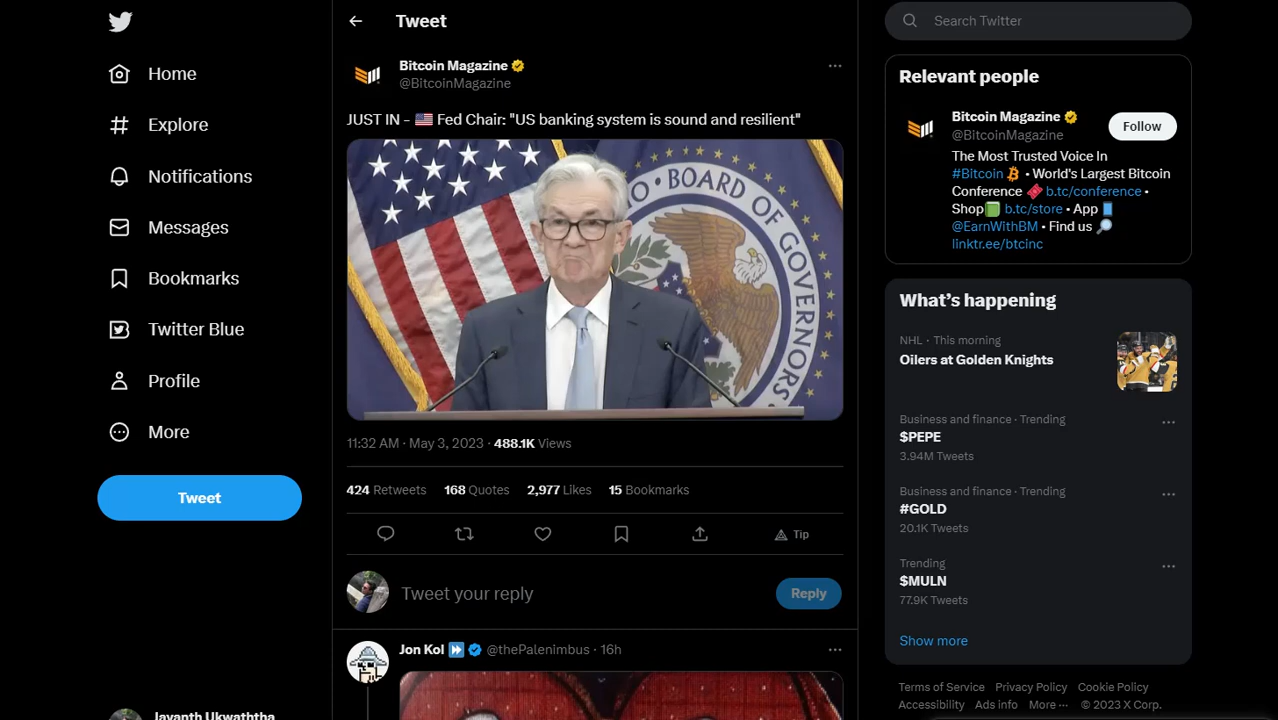 Home
Explore
Notifications
Messages
Bookmarks
Twitter Blue
Profile
More
Tweet
Jayanth Ukwaththa
Tweet
Bitcoin Magazine
@BitcoinMagazine
JUST IN - 🇺🇸 Fed Chair: "US banking system is sound and resilient"
BOARD OF GOVERNORS
11:32 AM · May 3, 2023 · 488.1K Views
424 Retweets 168 Quotes 2,977 Likes 15 Bookmarks
Tip
Tweet your reply
Reply
Jon Kol ⏩ @thePalenimbus · 16h
Search Twitter
Relevant people
Bitcoin Magazine
@BitcoinMagazine
Follow
The Most Trusted Voice In
#Bitcoin • World's Largest Bitcoin
Conference 🎟 b.tc/conference •
Shop📗 b.tc/store • App 📱
@EarnWithBM • Find us 🔎
linktr.ee/btcinc
What's happening
NHL · This morning
Oilers at Golden Knights
Business and finance · Trending
$PEPE
3.94M Tweets
Business and finance · Trending
#GOLD
20.1K Tweets
Trending
$MULN
77.9K Tweets
Show more
Terms of Service Privacy Policy Cookie Policy
Accessibility Ads info More ··· © 2023 X Corp.